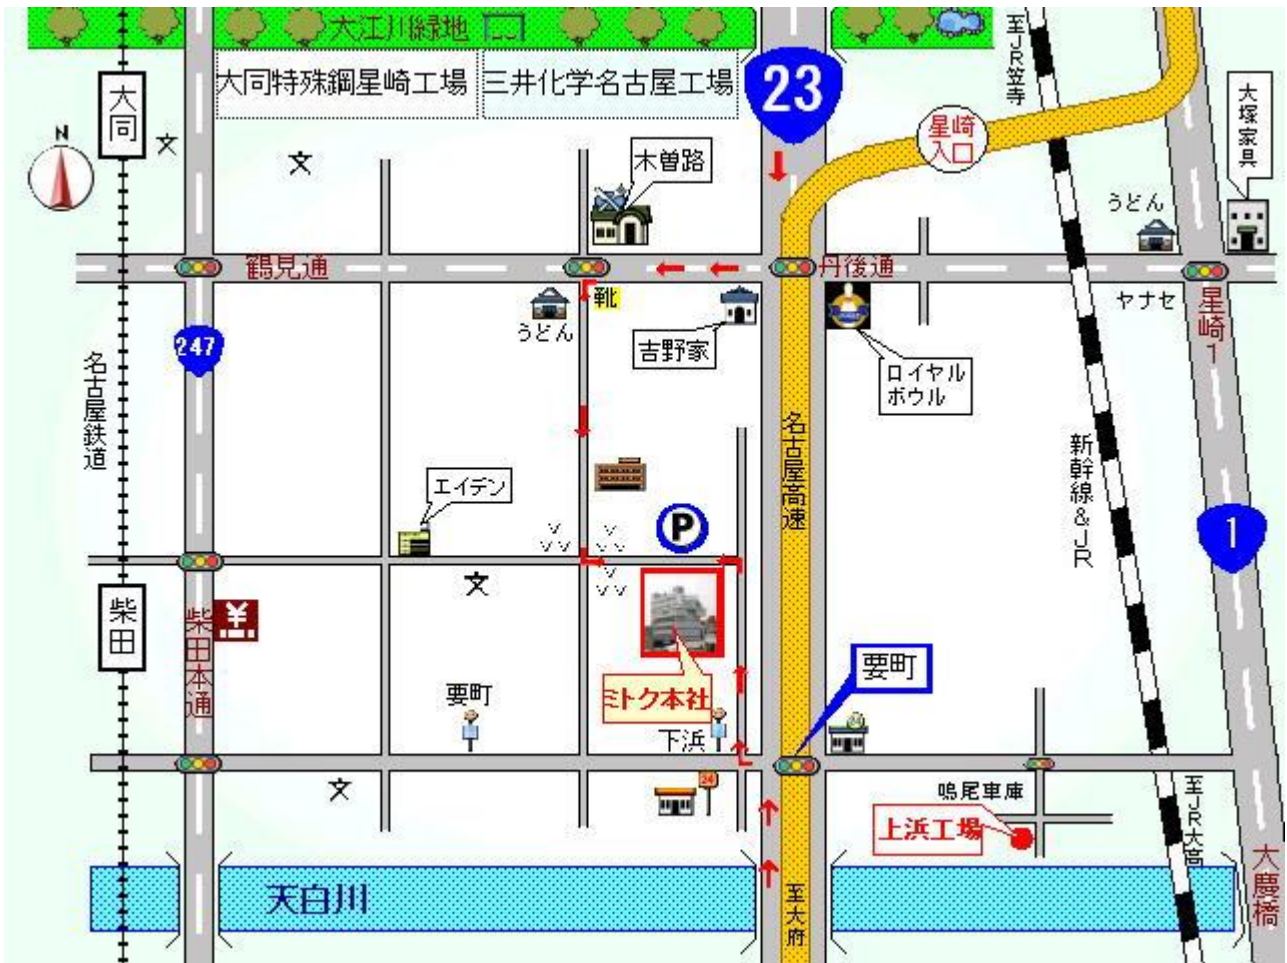 大江川緑地
大同特殊鋼星崎工場
三井化学名古屋工場
23
至JR笠寺
大同
N
文
文
木曽路
星崎
入口
大塚家具
うどん
鶴見通
丹後通
うどん
靴
吉野家
ロイヤル
ボウル
ヤナセ
星崎1
247
名古屋鉄道
名古屋高速
新幹線&JR
エイデン
P
1
文
柴田
¥
柴田本通
ミトク本社
要町
要町
下浜
24
24
文
鳴尾車庫
上浜工場
至JR大高
大慶橋
天白川
至大府